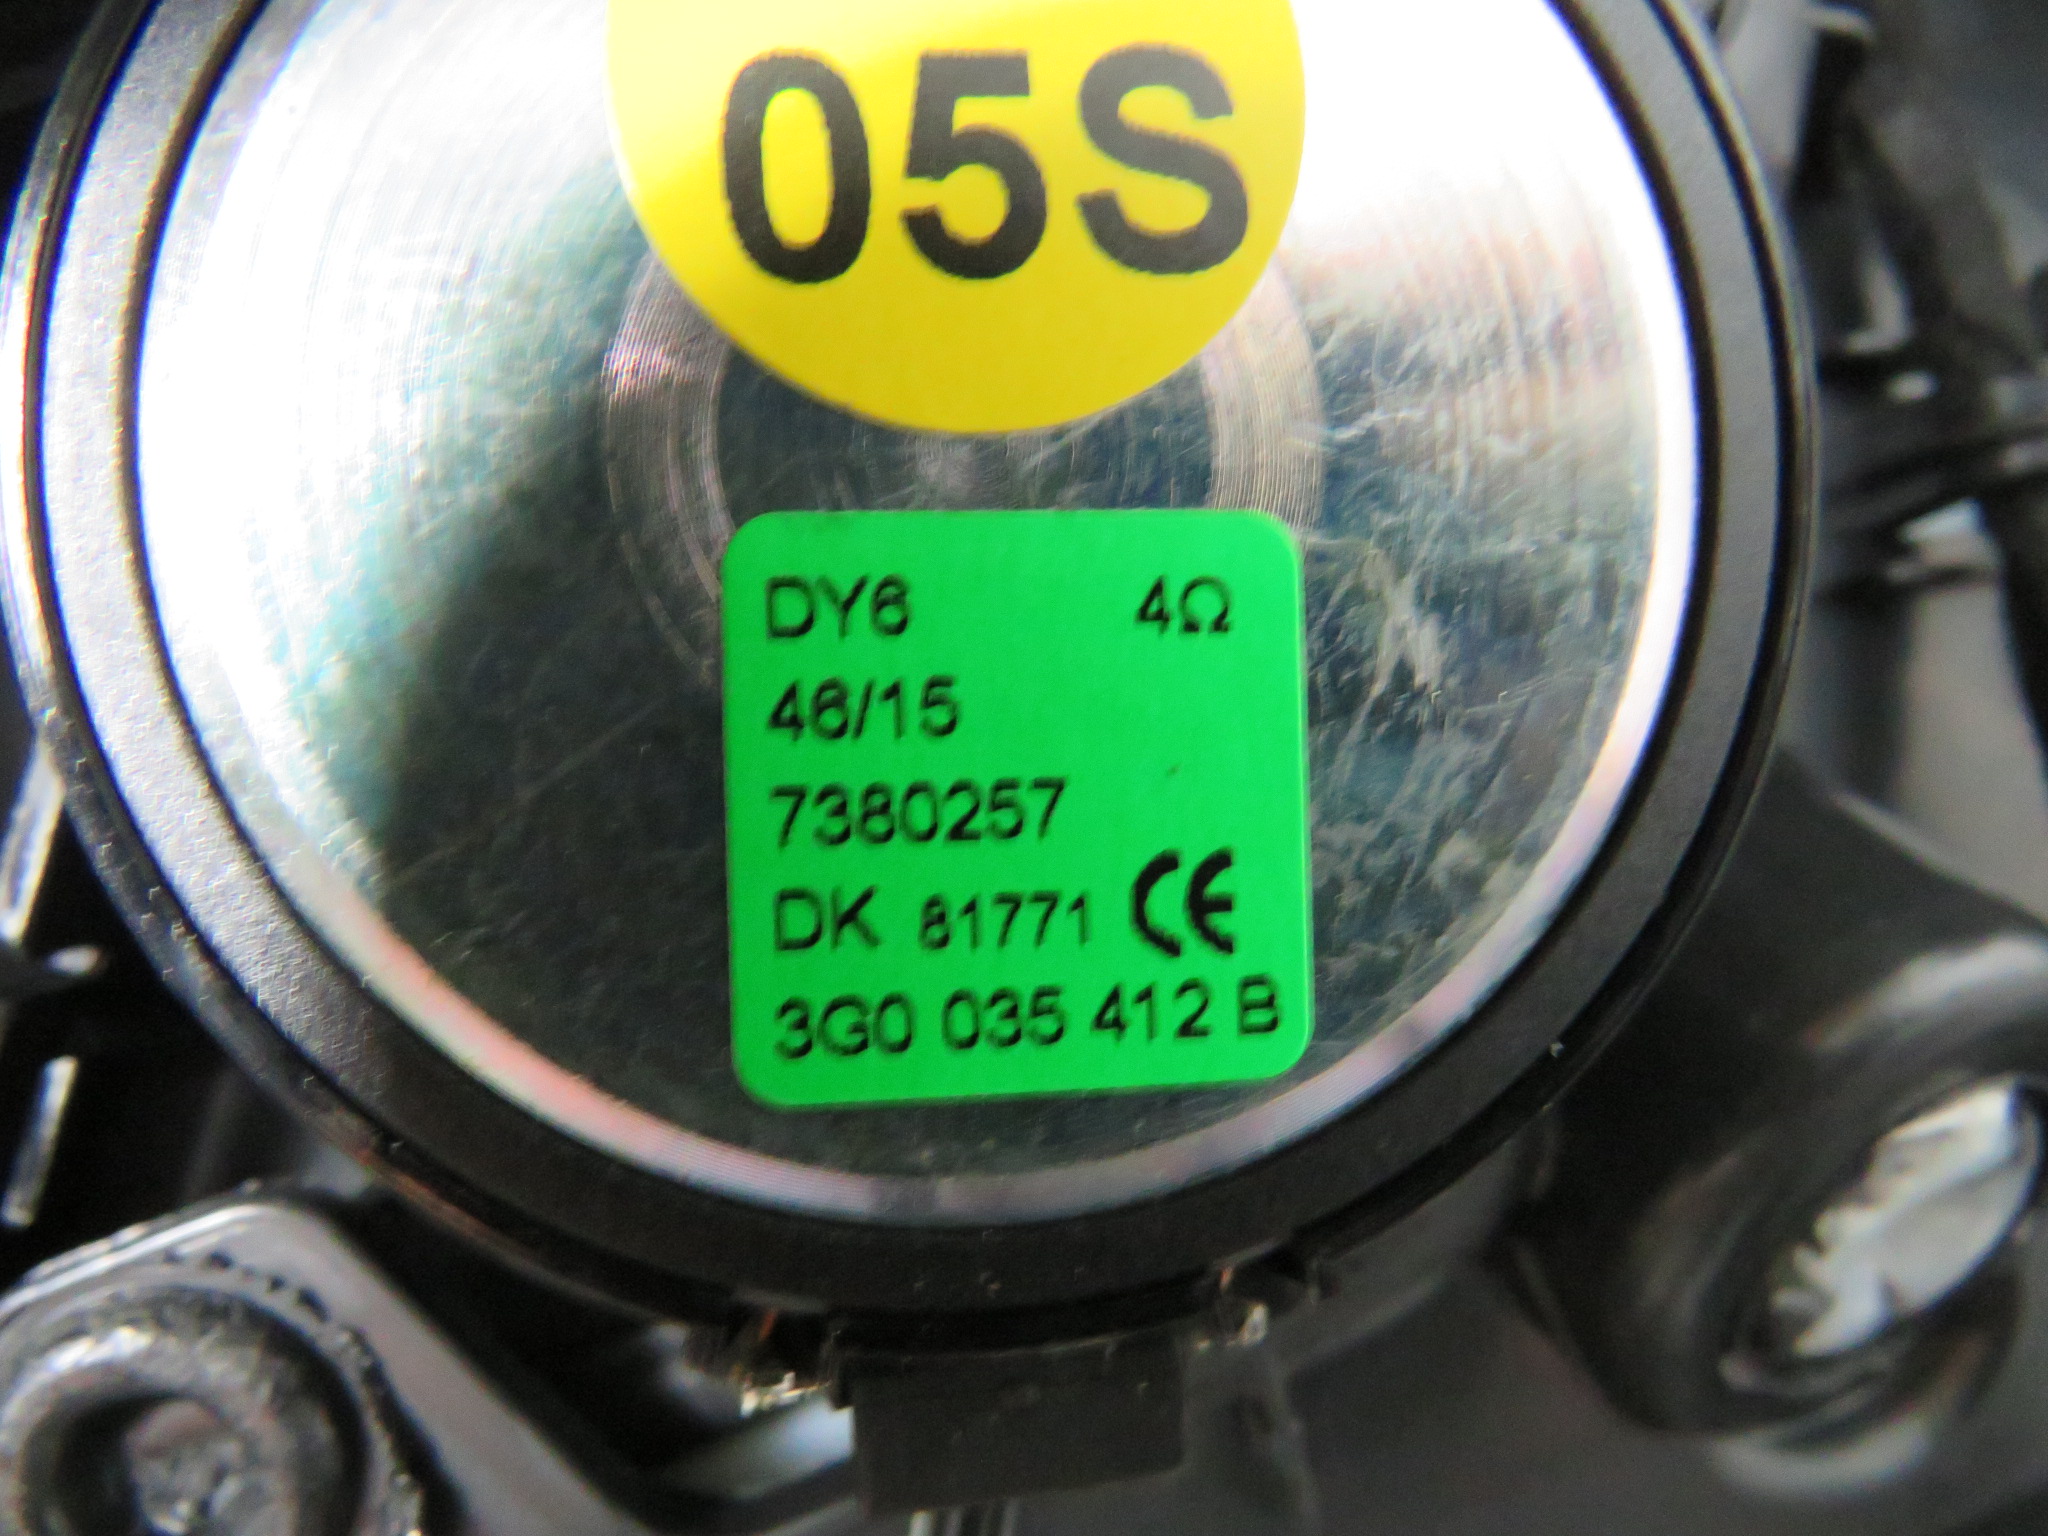 05S
DY6 4Ω
46/15
7380257
DK 81771 CE
3G0 035 412 B